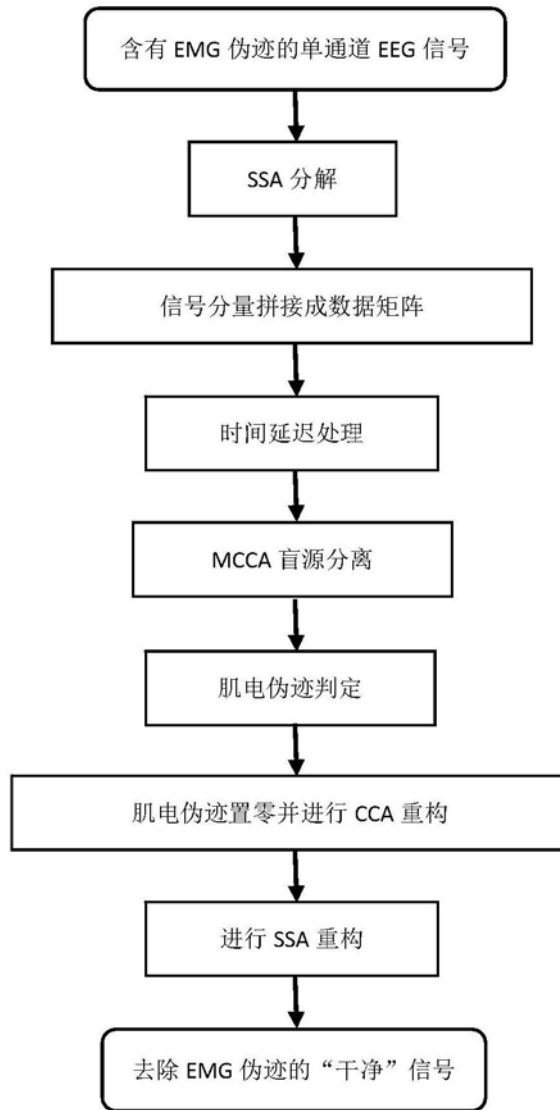 含有 EMG 伪迹的单通道 EEG 信号
SSA 分解
信号分量拼接成数据矩阵
时间延迟处理
MCCA 盲源分离
肌电伪迹判定
肌电伪迹置零并进行 CCA 重构
进行 SSA 重构
去除 EMG 伪迹的“干净”信号